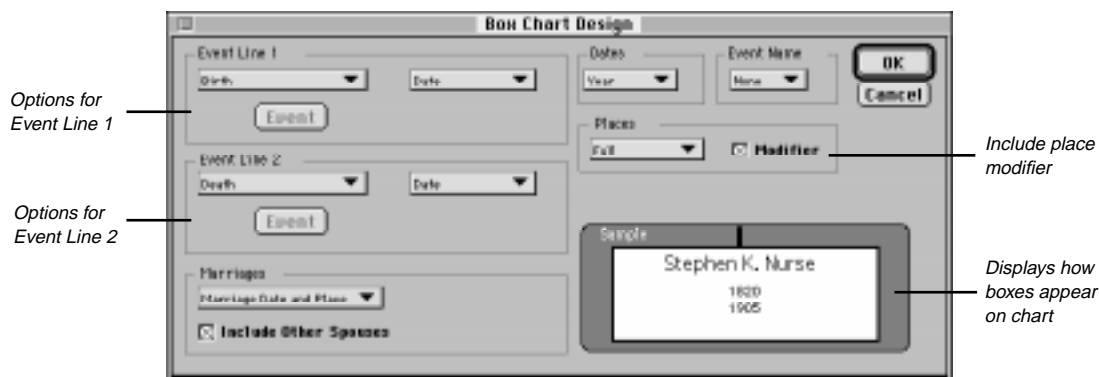 Box Chart Design
Event Line 1
Birth
Date
Event
Dates
Year
Event Name
None
OK
Cancel
Options for
Event Line 1
Places
Full
Modifier
Include place
modifier
Event Line 2
Death
Date
Event
Options for
Event Line 2
Marriages
Marriage Date and Place
Include Other Spouses
Sample
Stephen K. Nurse
1820
1905
Displays how
boxes appear
on chart